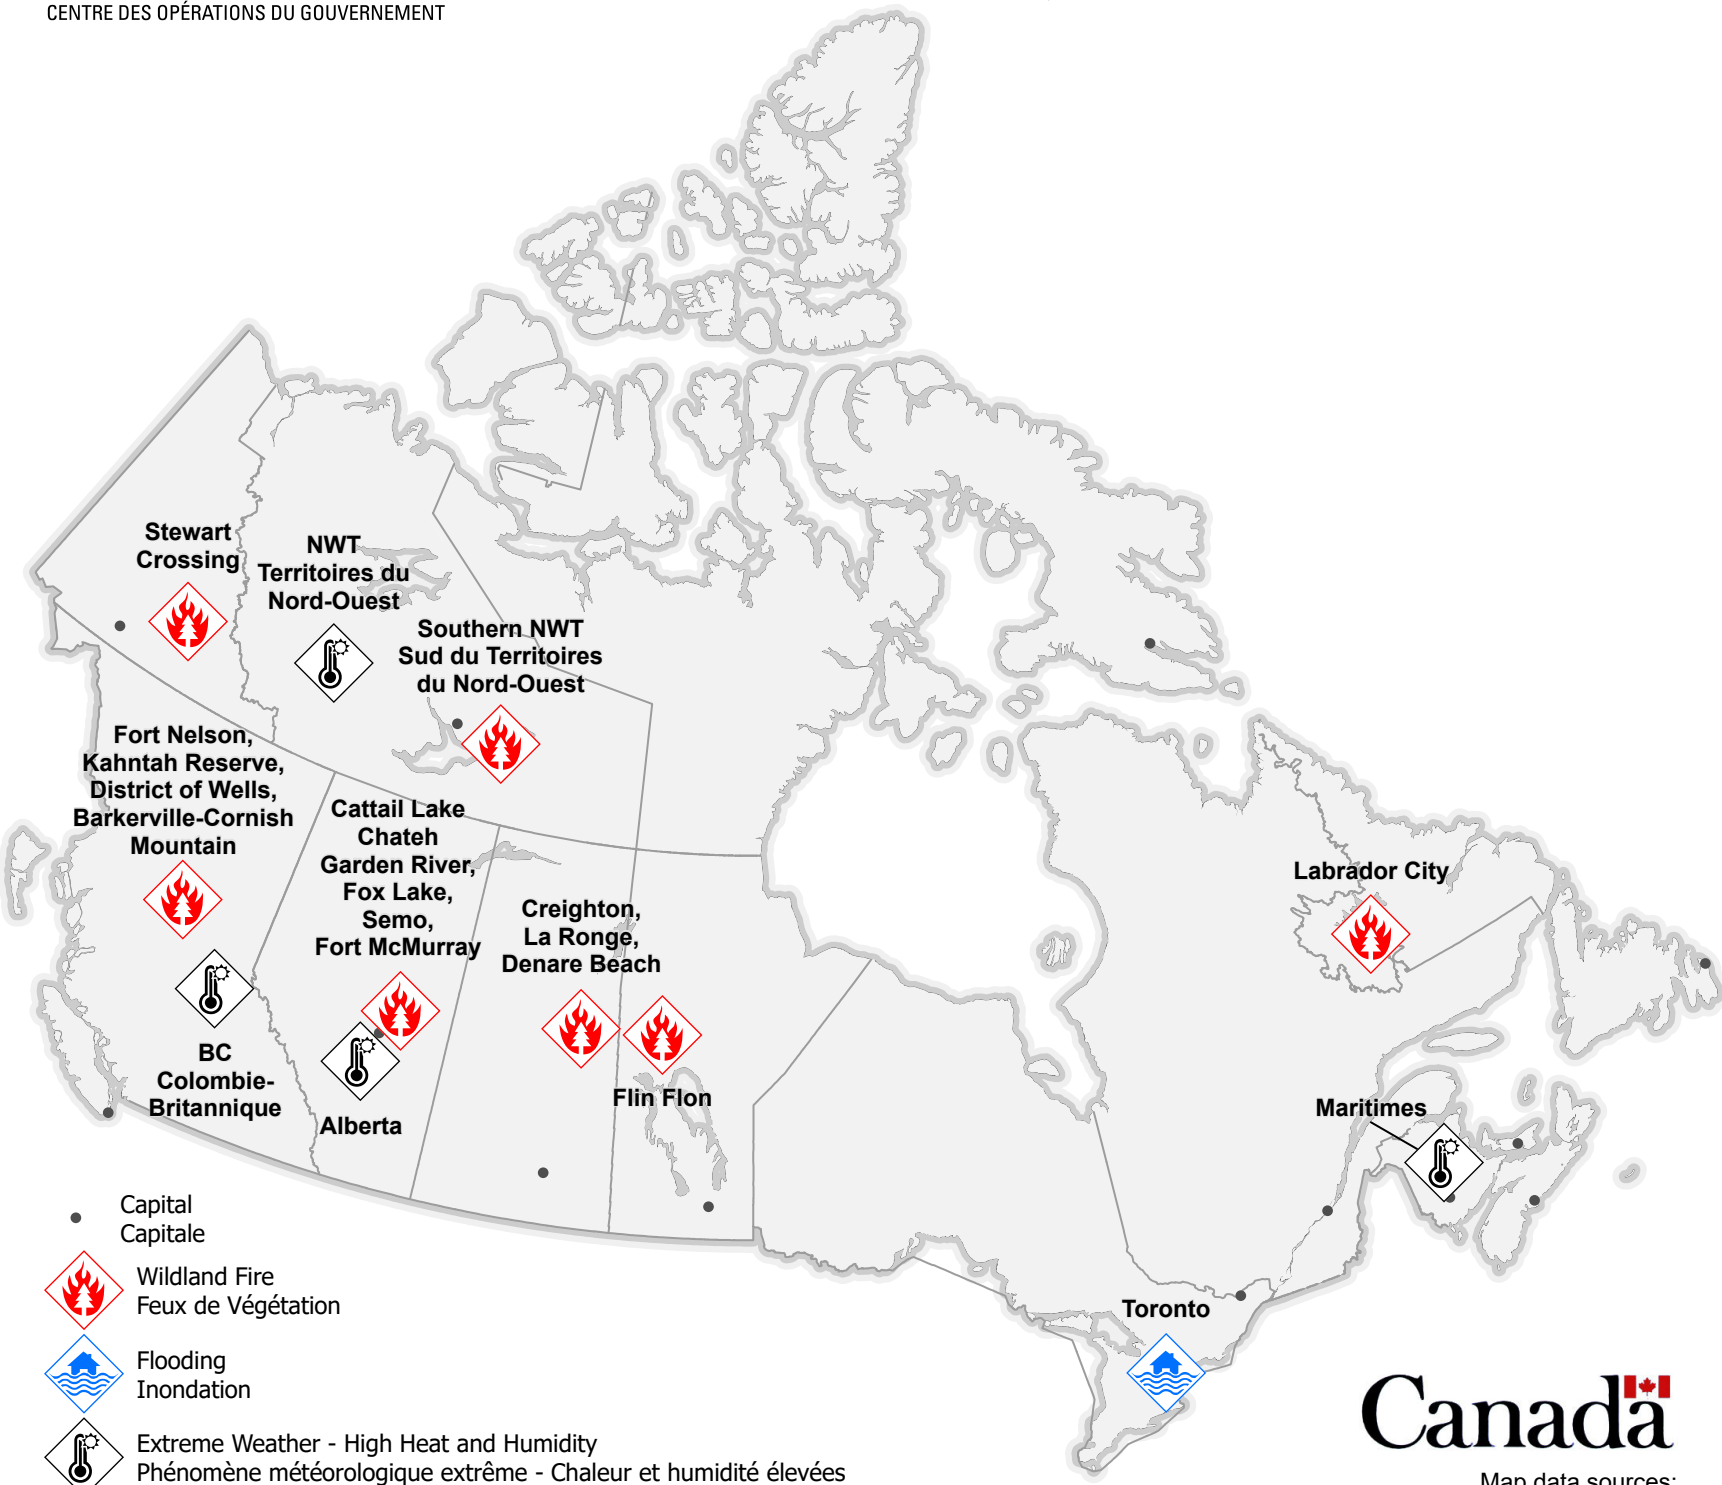 CENTRE DES OPÉRATIONS DU GOUVERNEMENT
Stewart
Crossing
NWT
Territoires du
Nord-Ouest
Southern NWT
Sud du Territoires
du Nord-Ouest
Fort Nelson,
Kahntah Reserve,
District of Wells,
Barkerville-Cornish
Mountain
Cattail Lake
Chateh
Garden River,
Fox Lake,
Semo,
Fort McMurray
Creighton,
La Ronge,
Denare Beach
Labrador City
BC
Colombie-
Britannique
Alberta
Flin Flon
Maritimes
Toronto
Capital
Capitale
Wildland Fire
Feux de Végétation
Flooding
Inondation
Extreme Weather - High Heat and Humidity
Phénomène météorologique extrême - Chaleur et humidité élevées
Canada
Map data sources: